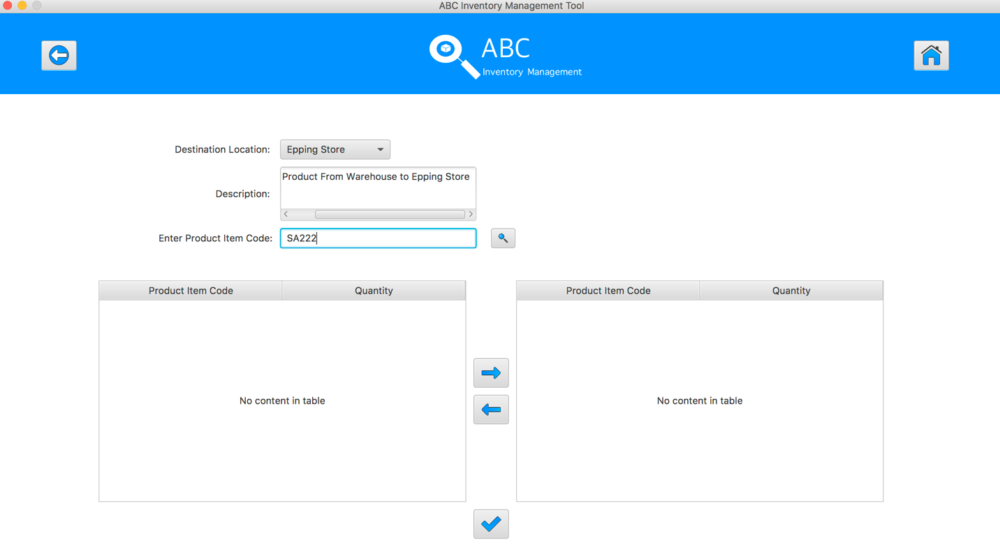 ABC Inventory Management Tool
ABC
Inventory Management
Destination Location: Epping Store
Description: Product From Warehouse to Epping Store
Enter Product Item Code: SA222
Product Item Code Quantity Product Item Code Quantity
No content in table No content in table